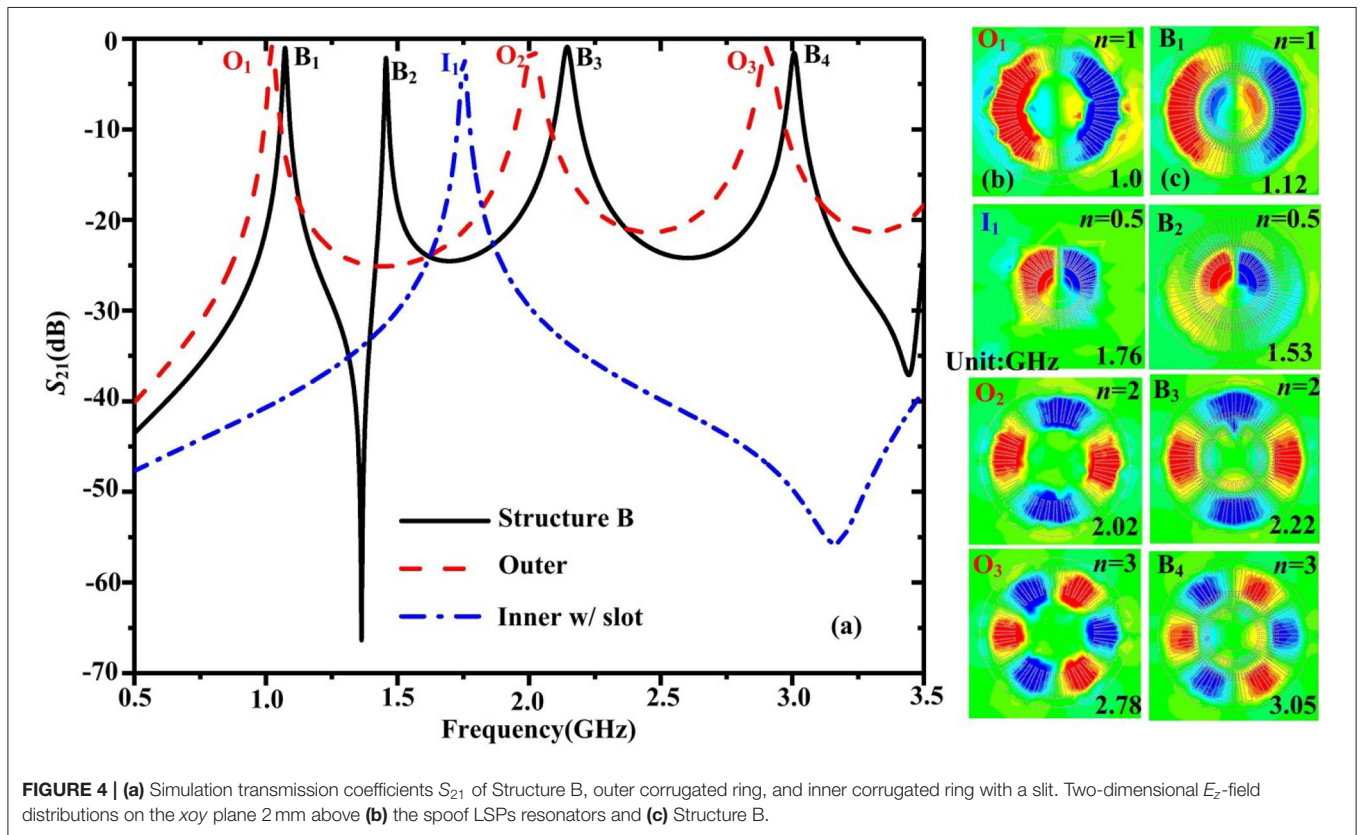 0
-10
-20
-30
-40
-50
-60
-70
S21(dB)
O1
B1
B2
I1
O2
B3
O3
B4
Structure B
Outer
Inner w/ slot
(a)
0.5
1.0
1.5
2.0
2.5
3.0
3.5
Frequency(GHz)
O1 n=1
(b) 1.0
B1 n=1
(c) 1.12
I1 n=0.5
1.76
B2 n=0.5
1.53
Unit:GHz
O2 n=2
2.02
B3 n=2
2.22
O3 n=3
2.78
B4 n=3
3.05
FIGURE 4 | (a) Simulation transmission coefficients S21 of Structure B, outer corrugated ring, and inner corrugated ring with a slit. Two-dimensional Ez-field
distributions on the xoy plane 2 mm above (b) the spoof LSPs resonators and (c) Structure B.